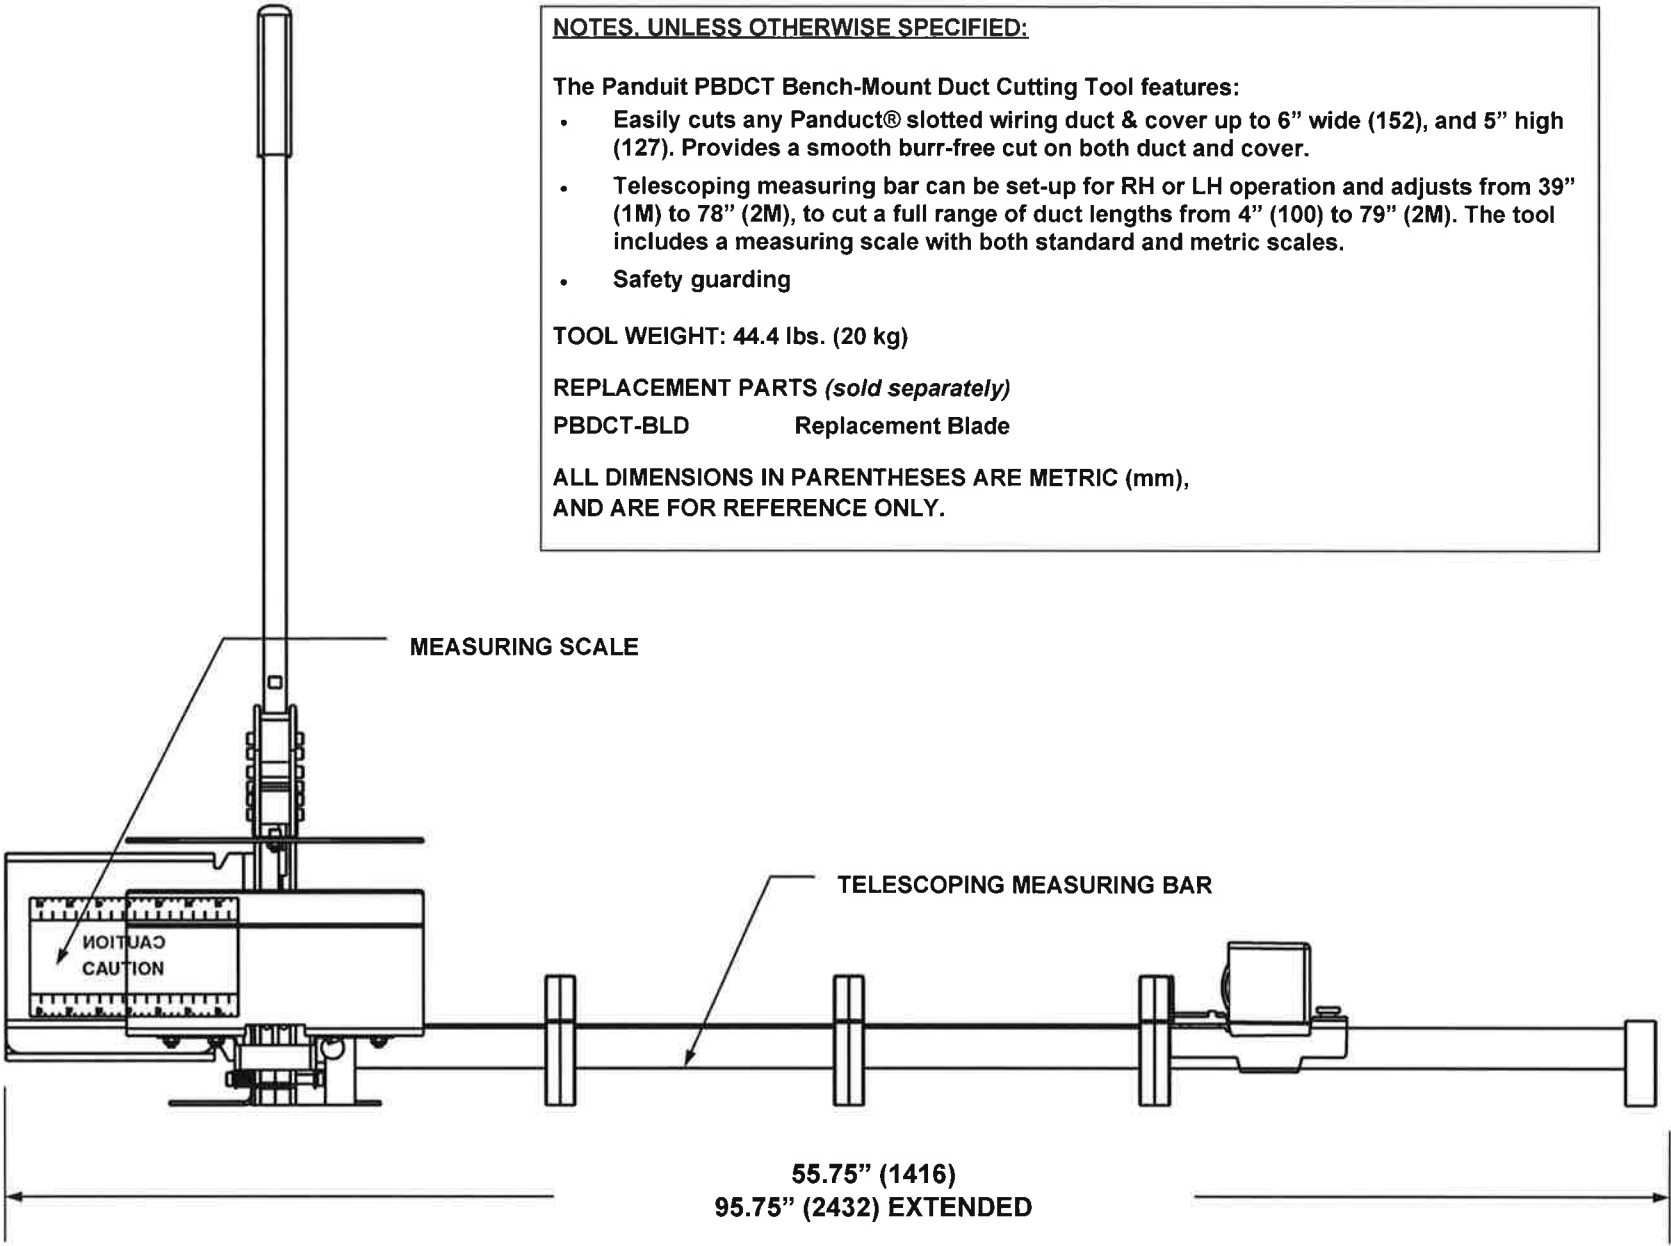 NOTES, UNLESS OTHERWISE SPECIFIED:
The Panduit PBDCT Bench-Mount Duct Cutting Tool features:
• Easily cuts any Panduct® slotted wiring duct & cover up to 6” wide (152), and 5” high
(127). Provides a smooth burr-free cut on both duct and cover.
• Telescoping measuring bar can be set-up for RH or LH operation and adjusts from 39”
(1M) to 78” (2M), to cut a full range of duct lengths from 4” (100) to 79” (2M). The tool
includes a measuring scale with both standard and metric scales.
• Safety guarding
TOOL WEIGHT: 44.4 lbs. (20 kg)
REPLACEMENT PARTS (sold separately)
PBDCT-BLD Replacement Blade
ALL DIMENSIONS IN PARENTHESES ARE METRIC (mm),
AND ARE FOR REFERENCE ONLY.
MEASURING SCALE
TELESCOPING MEASURING BAR
CAUTION
CAUTION
55.75” (1416)
95.75” (2432) EXTENDED